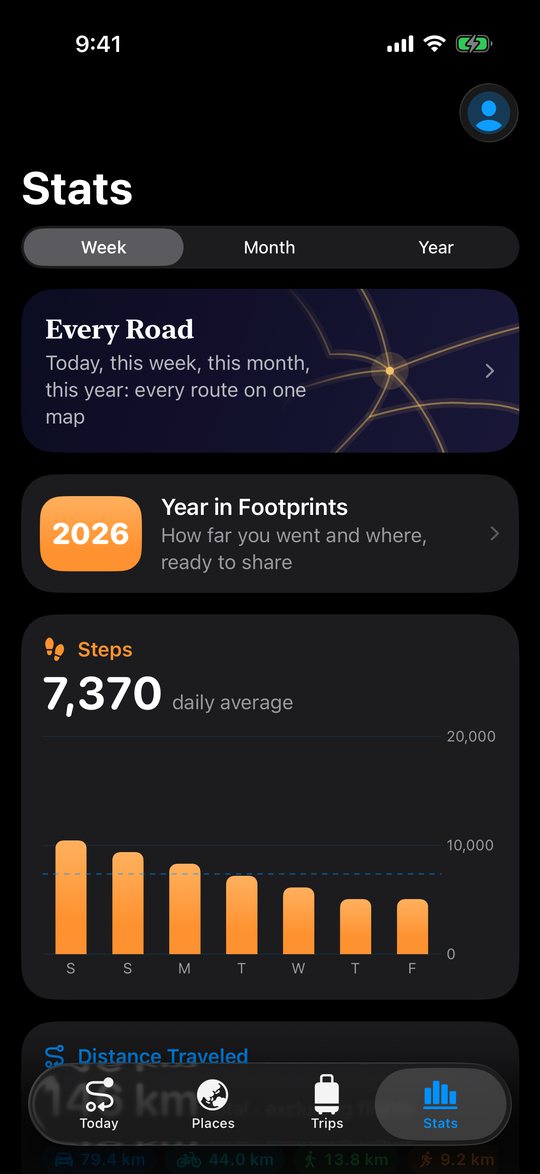 9:41
Stats
Week Month Year
Every Road
Today, this week, this month,
this year: every route on one
map
2026
Year in Footprints
How far you went and where,
ready to share
Steps
7,370 daily average
20,000
10,000
0
S S M T W T F
Distance Traveled
146 km
Today Places Trips Stats
79.4 km 44.0 km 13.8 km 9.2 km